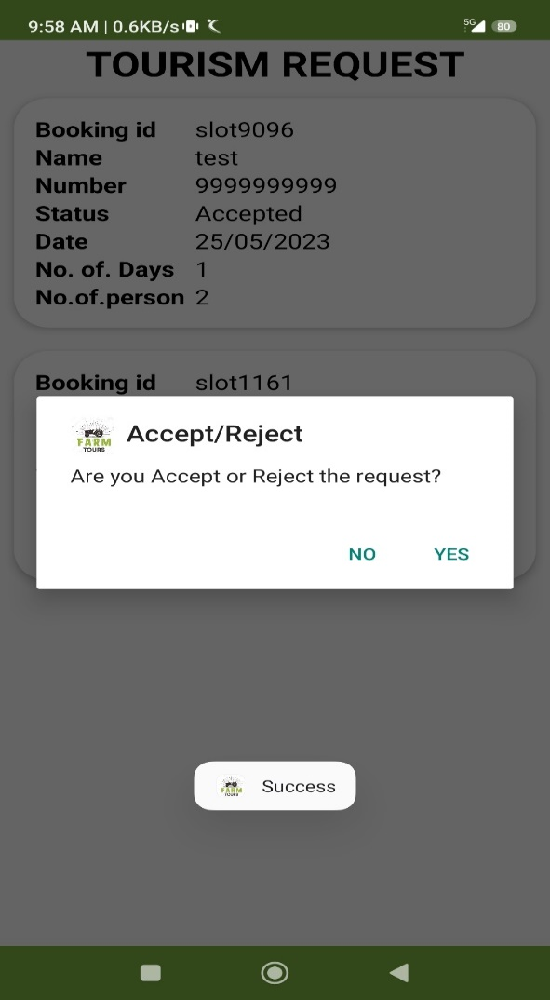 9:58 AM | 0.6KB/s 5G 80
TOURISM REQUEST
Booking id slot9096
Name test
Number 9999999999
Status Accepted
Date 25/05/2023
No. of. Days 1
No.of.person 2
Booking id slot1161
FARM
TOURS
Accept/Reject
Are you Accept or Reject the request?
NO YES
FARM
TOURS
Success